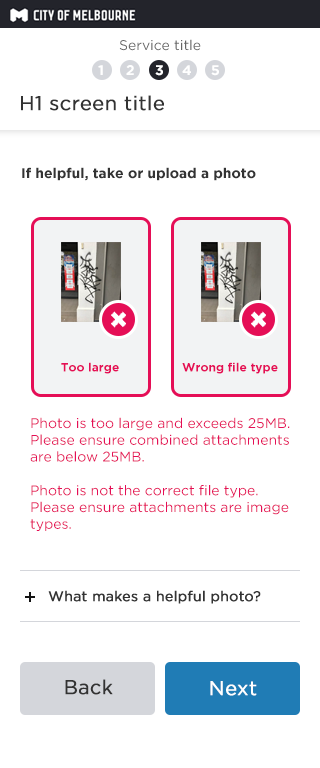 CITY OF MELBOURNE
Service title
1 2 3 4 5
H1 screen title
If helpful, take or upload a photo
Too large
Wrong file type
Photo is too large and exceeds 25MB.
Please ensure combined attachments
are below 25MB.
Photo is not the correct file type.
Please ensure attachments are image
types.
+ What makes a helpful photo?
Back
Next